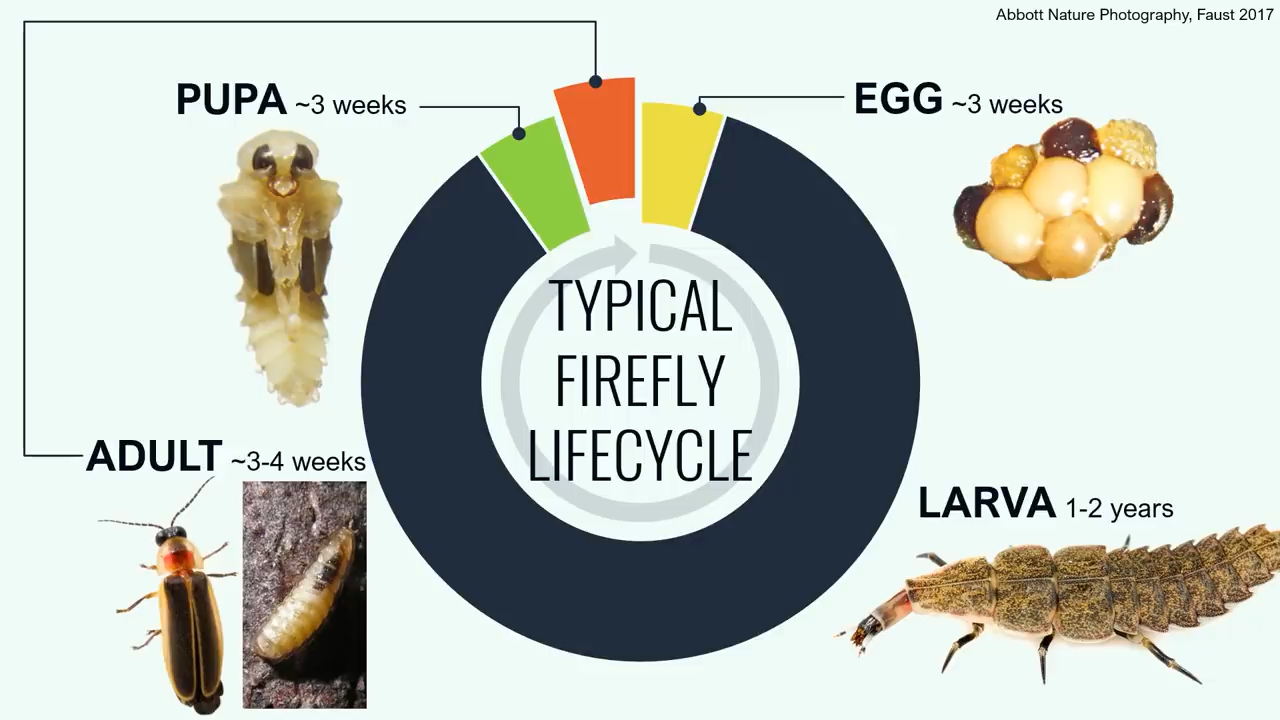 Abbott Nature Photography, Faust 2017
PUPA ~3 weeks
EGG ~3 weeks
TYPICAL
FIREFLY
LIFECYCLE
ADULT ~3-4 weeks
LARVA 1-2 years